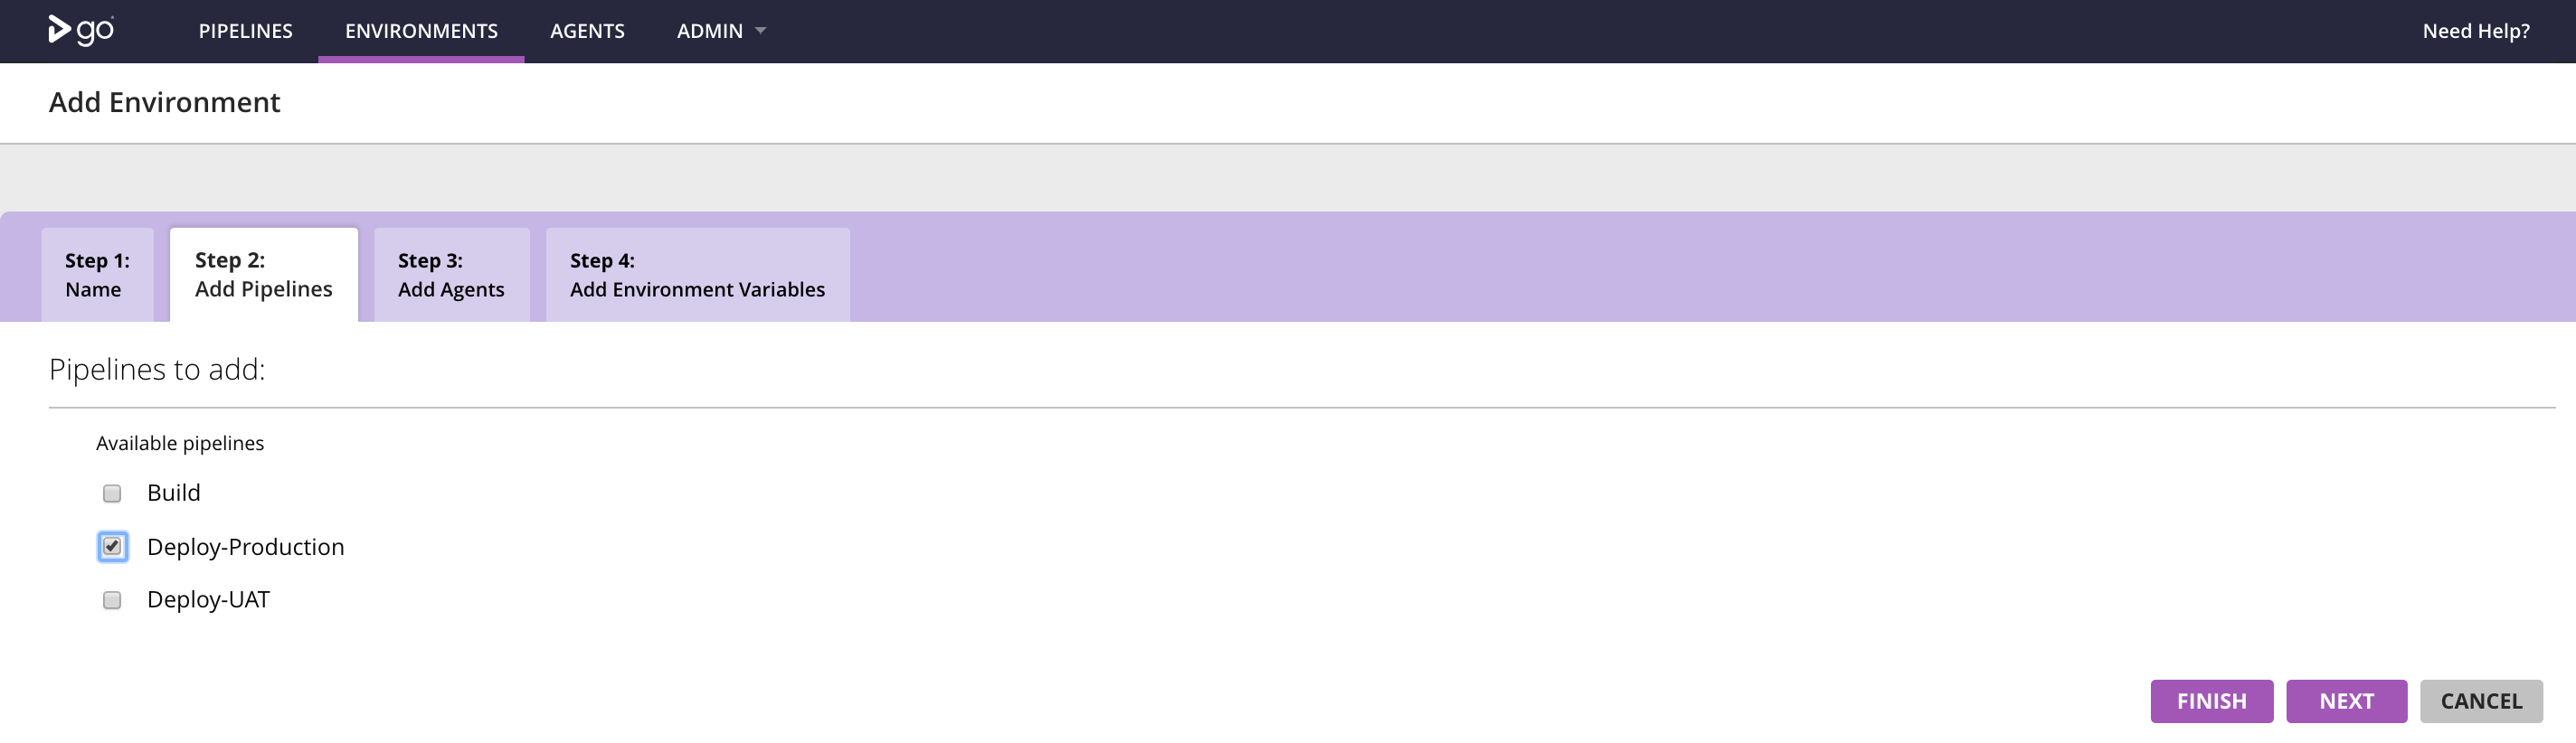 go PIPELINES ENVIRONMENTS AGENTS ADMIN Need Help?
Add Environment
Step 1:
Name
Step 2:
Add Pipelines
Step 3:
Add Agents
Step 4:
Add Environment Variables
Pipelines to add:
Available pipelines
Build
Deploy-Production
Deploy-UAT
FINISH NEXT CANCEL